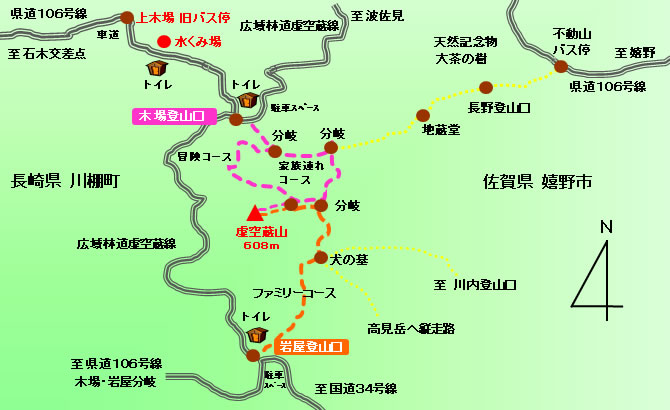 県道106号線
上木場 旧バス停
至波佐見
車道
水くみ場
広域林道虚空蔵線
天然記念物
大茶の樹
不動山
バス停
至石木交差点
至嬉野
トイレ
トイレ
県道106号線
駐車スペース
長野登山口
木場登山口
地蔵堂
分岐
分岐
冒険コース
家族連れ
コース
長崎県 川棚町
佐賀県 嬉野市
分岐
虚空蔵山
608m
N
広域林道虚空蔵線
犬の墓
至 川内登山口
ファミリーコース
トイレ
高見岳へ縦走路
岩屋登山口
至県道106号線
木場・岩屋分岐
駐車
スペース
至国道34号線